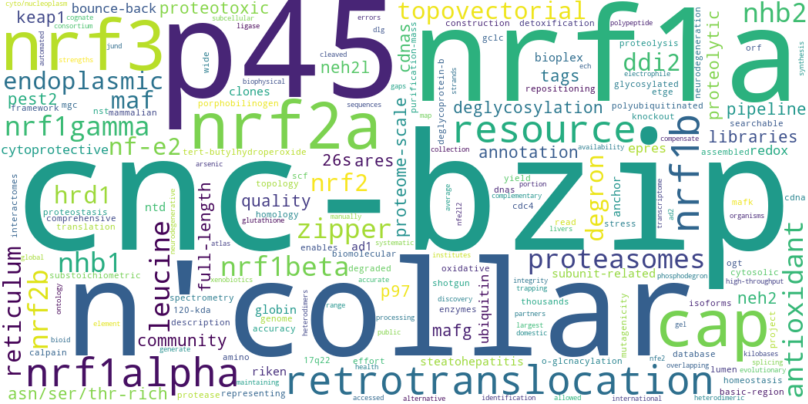 cyto/nucleoplasm subcellular errors
cognate bounce-back proteotoxic
consortium ligase
keap1 jund
nrf3 p45 nrf1a
topovectorial nhb2
construction detoxification polypeptide
automated wide cleaved dlg biophysical
cdnas gclc proteolysis orf
strengths neh2l bioplex ddi2 proteolytic
endoplasmic maf clones purification-mass
tags electrophile glycosylated etge
gaps repositioning ech neurodegeneration synthesis
pest2 framework mgc porphobilinogen sequences
deglycoprotein-b strands
deglycosylation polyubiquitinated pipeline
nst mammalian nrf2a map knockout
nrf1gamma nf-e2 resource. compensate searchable
cytoprotective tert-butylhydroperoxide collection
annotation availability epres nrf1b libraries
26s ares proteome-scale assembled redox
cnc-bzip
interactomes arsenic scf nrf2 average yield degron anchor transcriptome cdna
hrd1 topology quality complementary dnas portion mafk
proteostasis ntd homology nfe2l2 cdc4 ad2 organisms
comprehensive neurodegenerative glutathione manually read stress
translation full-length zipper livers
global atlas enables ad1 systematic ogt
nhb1 leucine biomolecular institutes proteasomes cytosolic
substoichiometric xenobiotics nrf1beta degraded oxidative subunit-related phosphodegron high-throughput
reticulum nrf2b ontology n'collar accurate shotgun ubiquitin integrity trapping mutagenicity neh2 isoforms antioxidant
spectrometry heterodimers p97 discovery thousands cap
element 120-kda globin range enzymes partners gel project
description genome processing mafg largest nfe2 kilobases
calpain bioid community accuracy public domestic database splicing
generate 17q22 effort steatohepatitis o-glcnacylation overlapping evolutionary
amino health lumen homeostasis
nrf1alpha riken retrotranslocation basic-region
maintaining representing
asn/ser/thr-rich protease accessed alternative identification allowed international heterodimeric